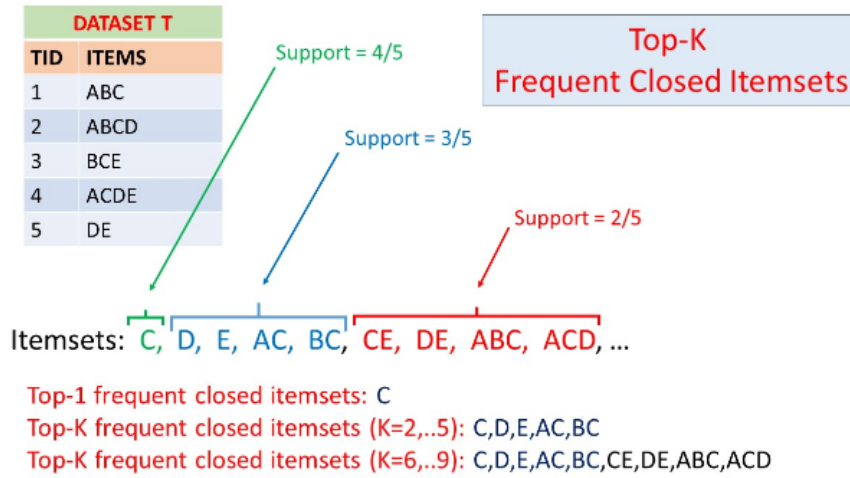 DATASET T
TID ITEMS
1 ABC
2 ABCD
3 BCE
4 ACDE
5 DE
Top-K
Frequent Closed Itemsets
Support = 4/5
Support = 3/5
Support = 2/5
Itemsets: C, D, E, AC, BC, CE, DE, ABC, ACD, ...
Top-1 frequent closed itemsets: C
Top-K frequent closed itemsets (K=2,..5): C,D,E,AC,BC
Top-K frequent closed itemsets (K=6,..9): C,D,E,AC,BC,CE,DE,ABC,ACD